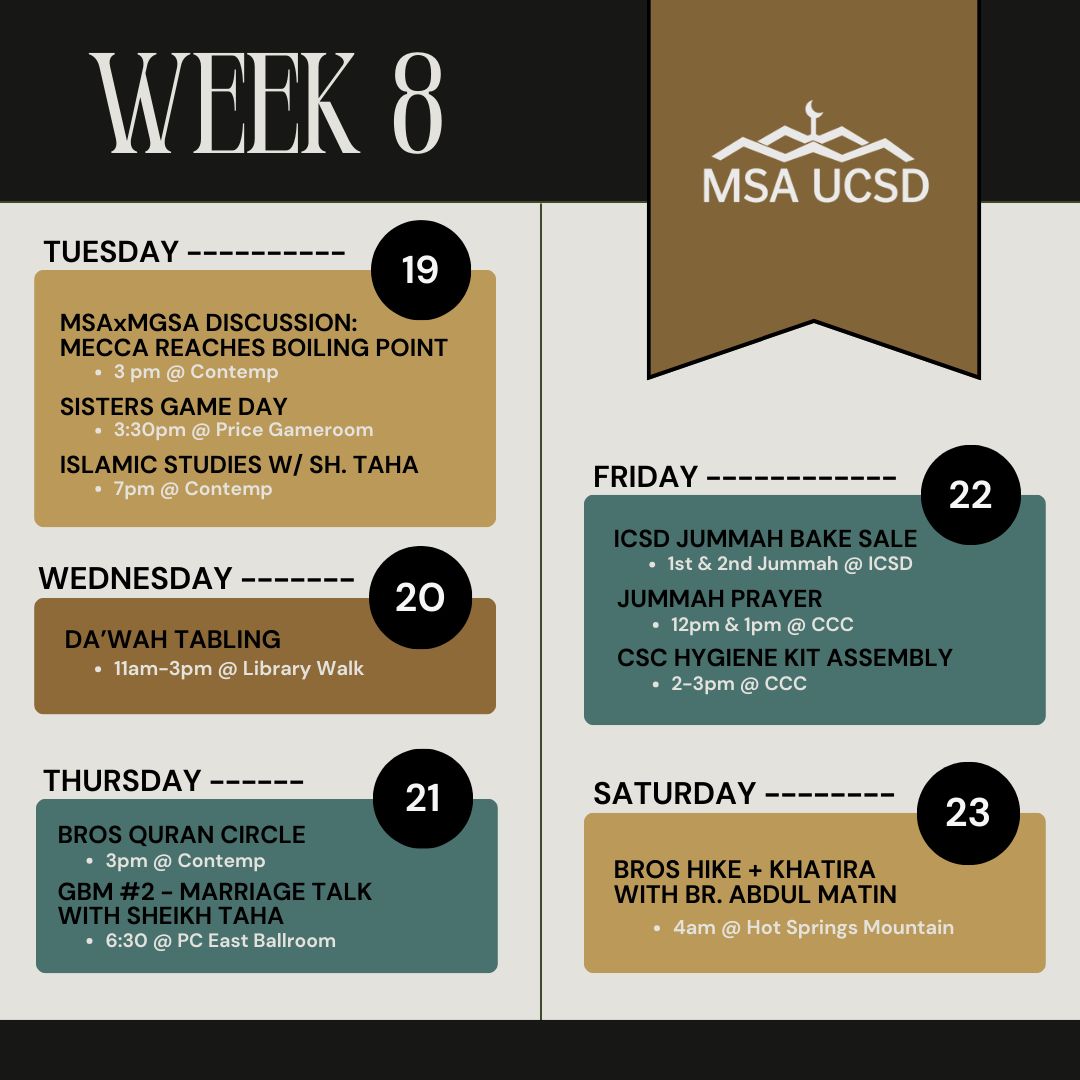 WEEK 8
MSA UCSD
TUESDAY ----------
19
MSAxMGSA DISCUSSION:
MECCA REACHES BOILING POINT
• 3 pm @ Contemp
SISTERS GAME DAY
• 3:30pm @ Price Gameroom
ISLAMIC STUDIES W/ SH. TAHA
• 7pm @ Contemp
WEDNESDAY -------
20
DA’WAH TABLING
• 11am-3pm @ Library Walk
THURSDAY ------
21
BROS QURAN CIRCLE
• 3pm @ Contemp
GBM #2 - MARRIAGE TALK
WITH SHEIKH TAHA
• 6:30 @ PC East Ballroom
FRIDAY ------------
22
ICSD JUMMAH BAKE SALE
• 1st & 2nd Jummah @ ICSD
JUMMAH PRAYER
• 12pm & 1pm @ CCC
CSC HYGIENE KIT ASSEMBLY
• 2-3pm @ CCC
SATURDAY --------
23
BROS HIKE + KHATIRA
WITH BR. ABDUL MATIN
• 4am @ Hot Springs Mountain